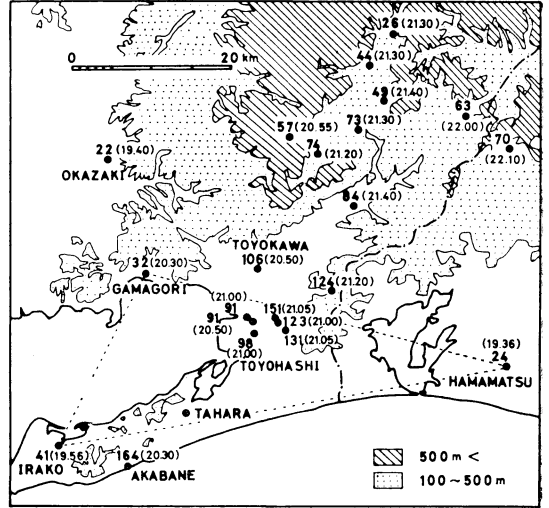 26 (21.30)
0 20 km
44 (21.30)
49 (21.40)
63
(22.00)
73 (21.30)
57 (20.55)
74
(21.20)
70
(22.10)
22 (19.40)
OKAZAKI
84 (21.40)
TOYOKAWA
106 (20.50)
32 (20.30)
GAMAGORI
124 (21.20)
(21.00)
91
151 (21.05)
91
(20.50)
123 (21.00)
131 (21.05)
98
(21.00)
TOYOHASHI
(19.36)
24
HAMAMATSU
TAHARA
41 (19.56)
IRAKO
164 (20.30)
AKABANE
500 m <
100 ~ 500 m